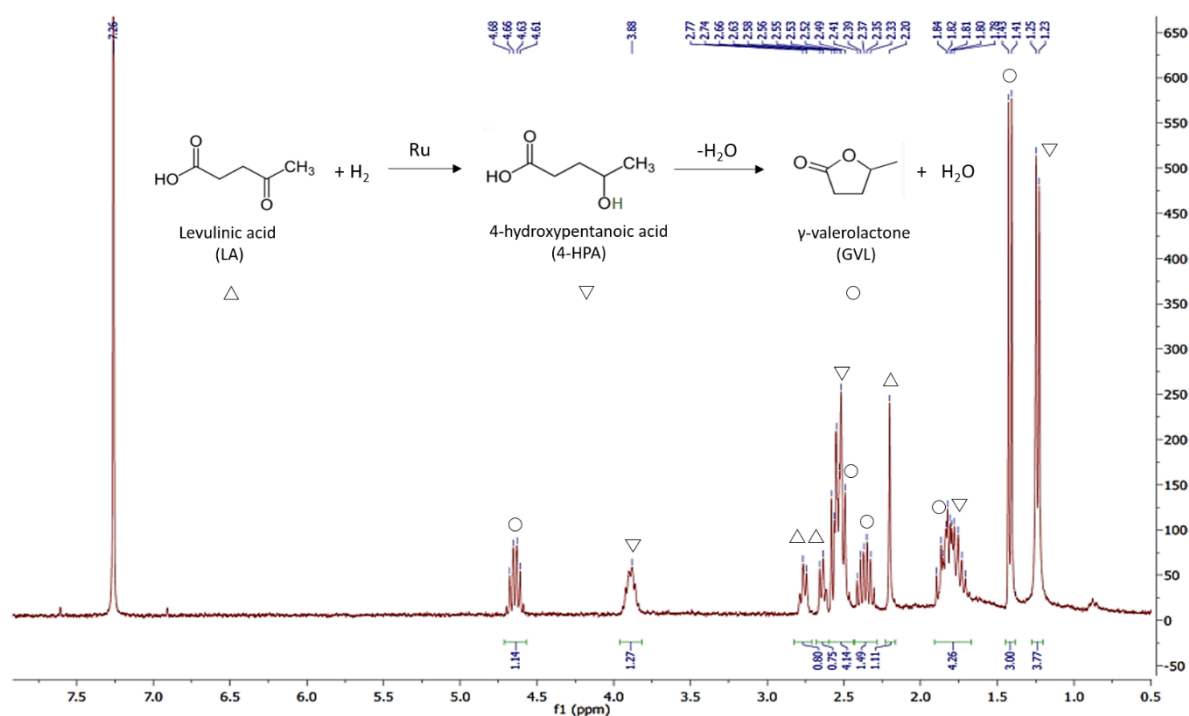 7.26
4.68
4.66
4.63
4.61
3.88
2.77
2.74
2.66
2.63
2.58
2.56
2.55
2.53
2.52
2.49
2.41
2.39
2.37
2.35
2.33
2.20
1.84
1.82
1.81
1.80
1.78
1.43
1.41
1.25
1.23
O
HO
CH₃
O
+ H₂
Ru
O
HO
CH₃
OH
-H₂O
O
O
+ H₂O
Levulinic acid
(LA)
4-hydroxypentanoic acid
(4-HPA)
γ-valerolactone
(GVL)
650
600
550
500
450
400
350
300
250
200
150
100
50
0
-50
1.14
1.27
0.80
0.75
4.14
1.49
1.11
4.26
3.00
3.77
7.5 7.0 6.5 6.0 5.5 5.0 4.5 4.0 3.5 3.0 2.5 2.0 1.5 1.0 0.5
f1 (ppm)